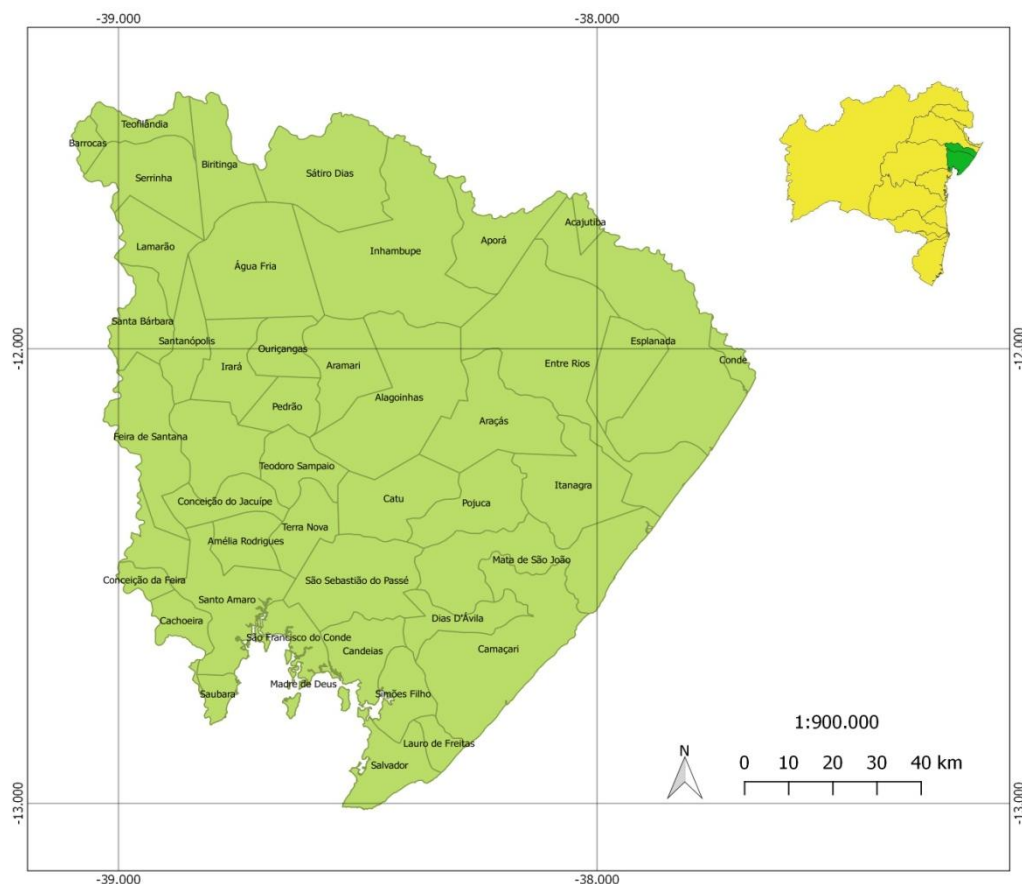 -39.000
-38.000
Teofilândia
Barrocas
Biritinga
Serrinha
Sátiro Dias
Acajutiba
Aporá
Lamarão
Inhambupe
Água Fria
Santa Bárbara
Santanópolis
Esplanada
Ouriçangas
-12.000
-12.000
Conde
Irará
Aramari
Entre Rios
Alagoinhas
Pedrão
Araçás
Feira de Santana
Teodoro Sampaio
Itanagra
Conceição do Jacuípe
Catu
Pojuca
Terra Nova
Amélia Rodrigues
Mata de São João
Conceição da Feira
São Sebastião do Passé
Santo Amaro
Cachoeira
Dias D'Ávila
São Francisco do Conde
Candeias
Camaçari
Madre de Deus
Saubara
Simões Filho
1:900.000
Lauro de Freitas
N
0 10 20 30 40 km
Salvador
-13.000
-13.000
-39.000
-38.000